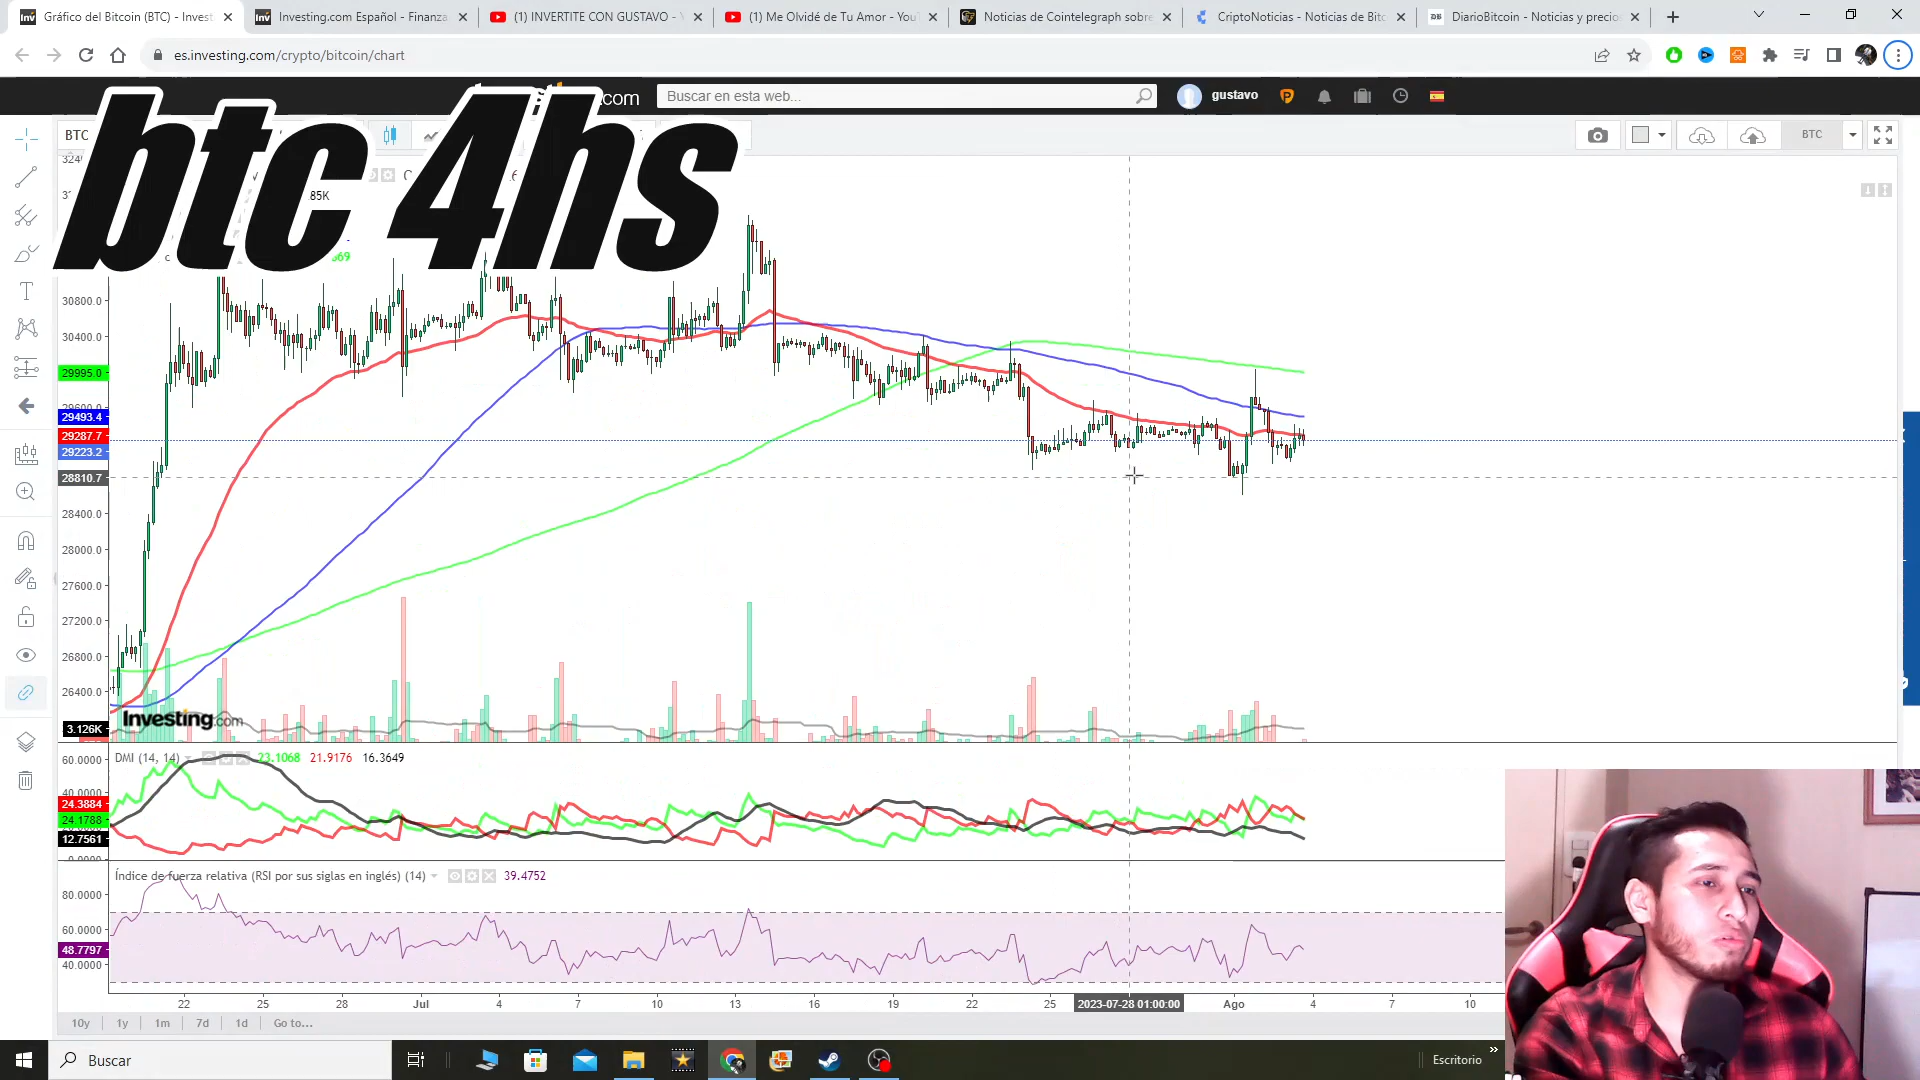 Gráfico del Bitcoin (BTC) - Invest
Investing.com Español - Finanza
(1) INVERTITE CON GUSTAVO - Y
(1) Me Olvidé de Tu Amor - You
Noticias de Cointelegraph sobre
CriptoNoticias - Noticias de Bitc
DiarioBitcoin - Noticias y precio
es.investing.com/crypto/bitcoin/chart
.com
Buscar en esta web...
gustavo
btc 4hs
BTC
BTC
85K
69
30800.0
30400.0
29995.0
29493.4
29287.7
29223.2
28810.7
28400.0
28000.0
27600.0
27200.0
26800.0
26400.0
3.126K
Investing.com
DMI (14, 14)
23.1068
21.9176
16.3649
60.0000
40.0000
24.3884
24.1788
12.7561
0.0000
Índice de fuerza relativa (RSI por sus siglas en inglés) (14)
39.4752
80.0000
60.0000
48.7797
40.0000
22
25
28
Jul
4
7
10
13
16
19
22
25
2023-07-28 01:00:00
Ago
4
7
10
10y
1y
1m
7d
1d
Go to...
Buscar
Escritorio